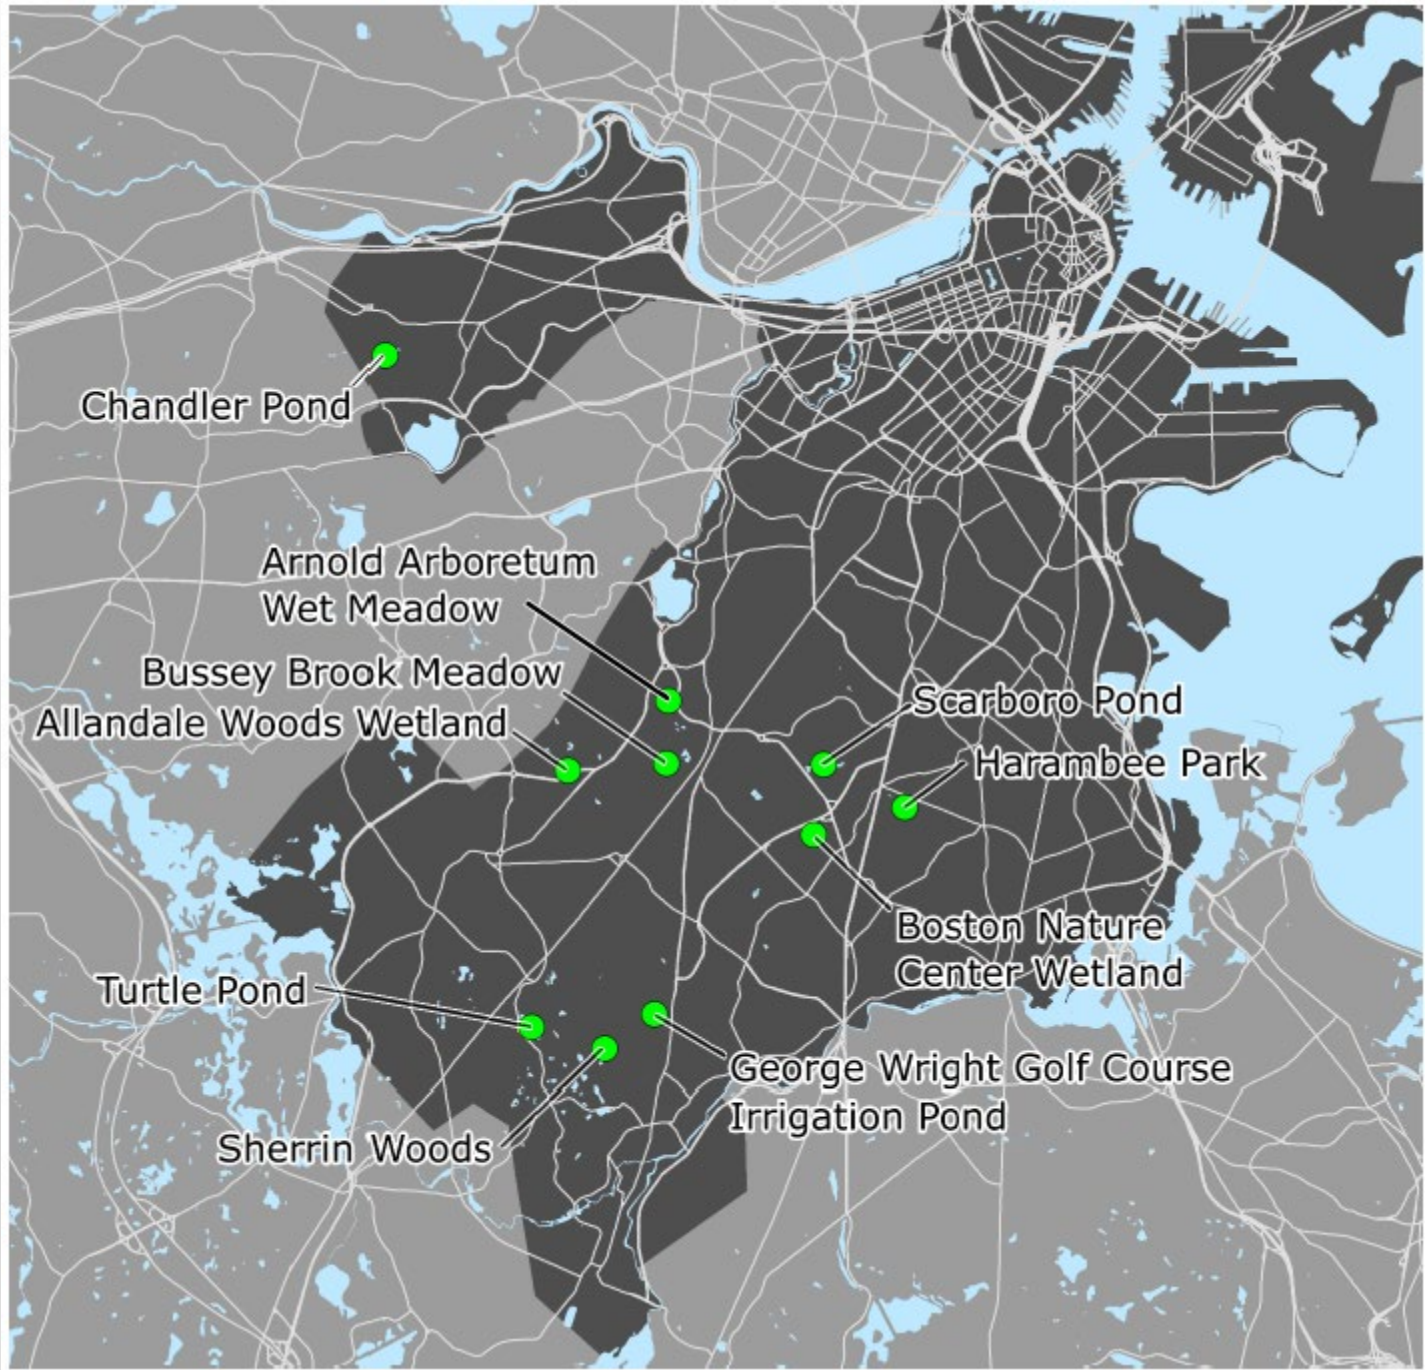 Chandler Pond
Arnold Arboretum
Wet Meadow
Bussey Brook Meadow
Allandale Woods Wetland
Scarboro Pond
Harambee Park
Boston Nature
Center Wetland
Turtle Pond
George Wright Golf Course
Irrigation Pond
Sherrin Woods